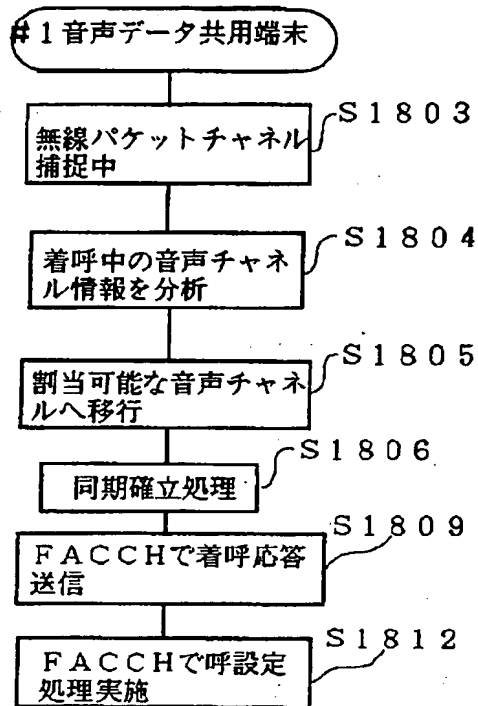 #1音声データ共用端末
S1803
無線パケットチャネル
捕捉中
S1804
着呼中の音声チャネ
ル情報を分析
S1805
割当可能な音声チャネ
ルへ移行
S1806
同期確立処理
S1809
FACCHで着呼応答
送信
S1812
FACCHで呼設定
処理実施